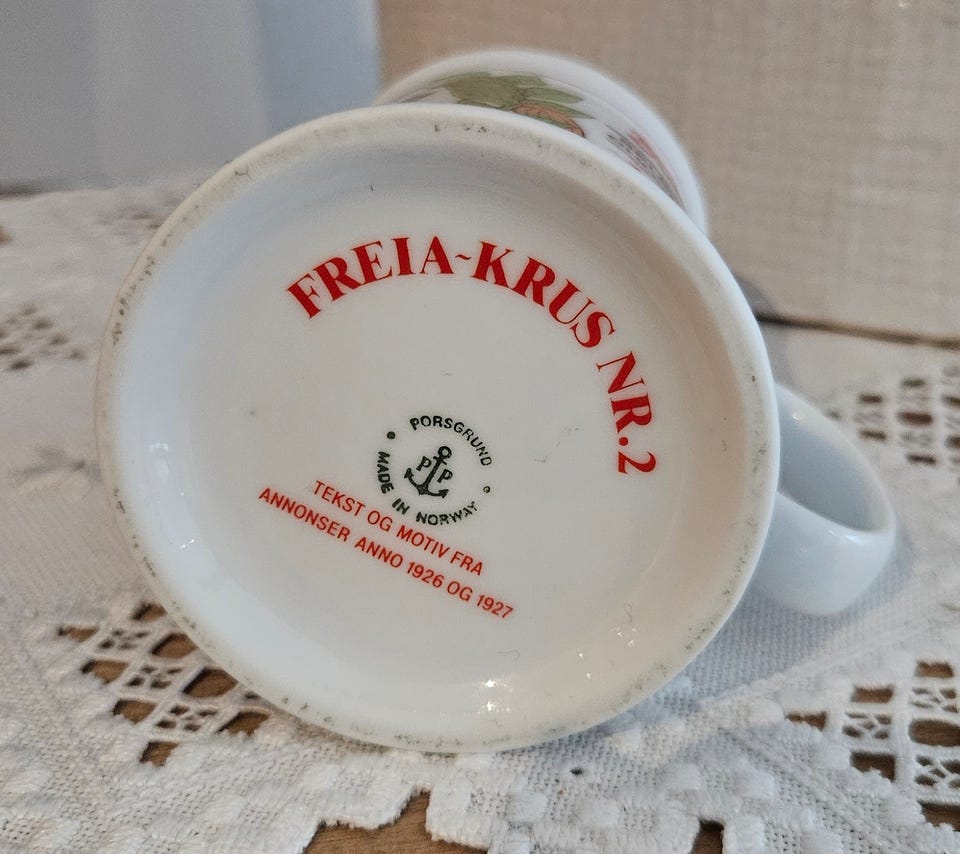 FREIA~KRUS NR.2
PORSGRUND
PP
MADE IN NORWAY
TEKST OG MOTIV FRA
ANNONSER ANNO 1926 OG 1927